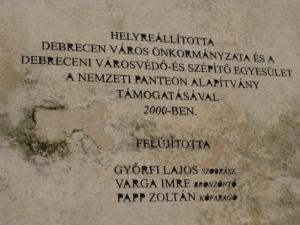 HELYREÁLLÍTOTTA
DEBRECEN VÁROS ÖNKORMÁNYZATA ÉS A
DEBRECENI VÁROSVÉDŐ-ÉS SZÉPÍTŐ EGYESÜLET
A NEMZETI PANTEON ALAPÍTVÁNY
TÁMOGATÁSÁVAL
2000-BEN.
FELÚJÍTOTTA
GYŐRFI LAJOS SZOBRÁSZ
VARGA IMRE BRONZÖNTŐ
PAPP ZOLTÁN KŐFARAGÓ